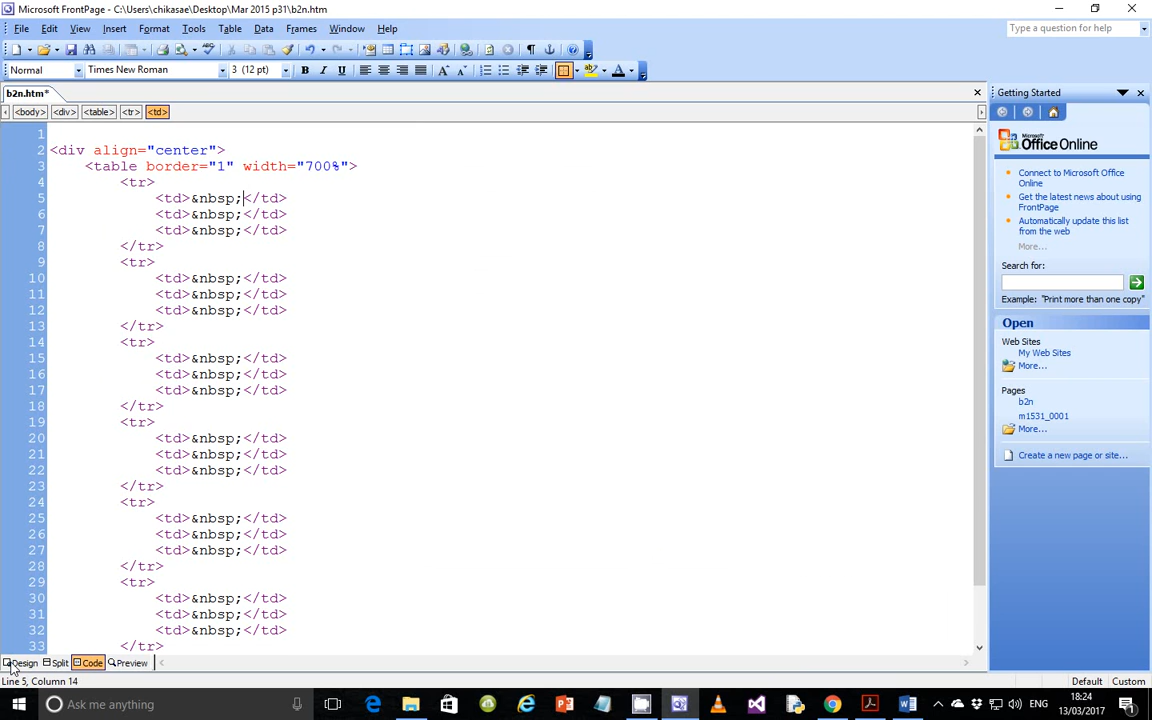 Microsoft FrontPage - C:\Users\chikasae\Desktop\Mar 2015 p31\b2n.htm
File Edit View Insert Format Tools Table Data Frames Window Help
Type a question for help
Normal Times New Roman 3 (12 pt) B I U A A A
b2n.htm*
<body> <div> <table> <tr> <td>
1
2 <div align="center">
3 <table border="1" width="700%">
4 <tr>
5 <td>&nbsp;</td>
6 <td>&nbsp;</td>
7 <td>&nbsp;</td>
8 </tr>
9 <tr>
10 <td>&nbsp;</td>
11 <td>&nbsp;</td>
12 <td>&nbsp;</td>
13 </tr>
14 <tr>
15 <td>&nbsp;</td>
16 <td>&nbsp;</td>
17 <td>&nbsp;</td>
18 </tr>
19 <tr>
20 <td>&nbsp;</td>
21 <td>&nbsp;</td>
22 <td>&nbsp;</td>
23 </tr>
24 <tr>
25 <td>&nbsp;</td>
26 <td>&nbsp;</td>
27 <td>&nbsp;</td>
28 </tr>
29 <tr>
30 <td>&nbsp;</td>
31 <td>&nbsp;</td>
32 <td>&nbsp;</td>
33 </tr>
Getting Started
Microsoft
Office Online
Connect to Microsoft Office
Online
Get the latest news about using
FrontPage
Automatically update this list
from the web
More...
Search for:
Example: "Print more than one copy"
Open
Web Sites
My Web Sites
More...
Pages
b2n
m1531_0001
More...
Create a new page or site...
Design Split Code Preview
Line 5, Column 14
Default Custom
Ask me anything
ENG
18:24
13/03/2017